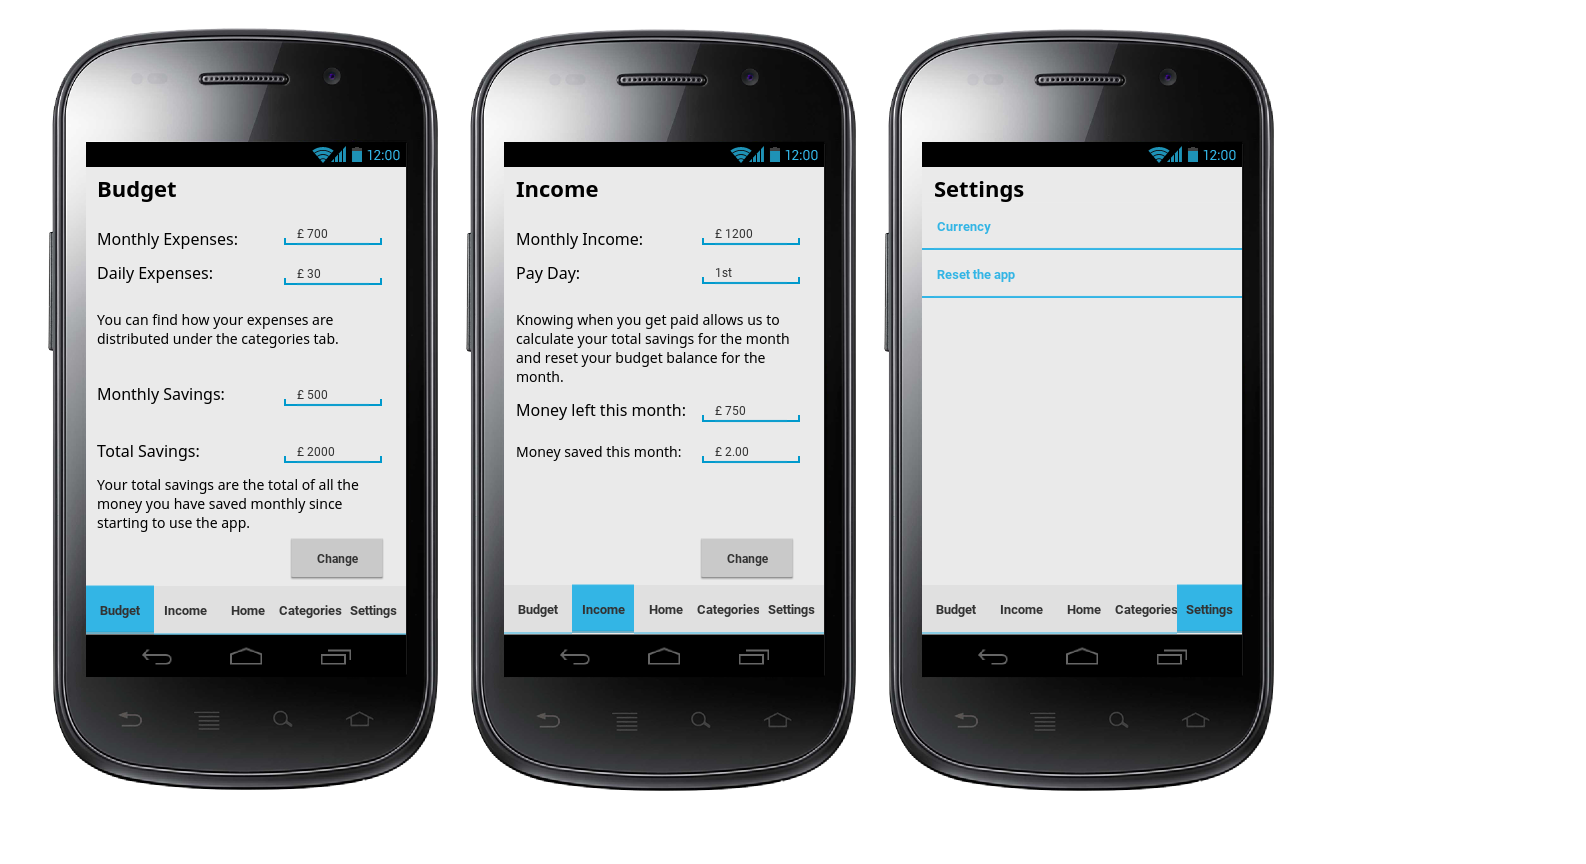 12:00
Budget
Monthly Expenses:
£ 700
Daily Expenses:
£ 30
You can find how your expenses are
distributed under the categories tab.
Monthly Savings:
£ 500
Total Savings:
£ 2000
Your total savings are the total of all the
money you have saved monthly since
starting to use the app.
Change
Budget Income Home Categories Settings
12:00
Income
Monthly Income:
£ 1200
Pay Day:
1st
Knowing when you get paid allows us to
calculate your total savings for the month
and reset your budget balance for the
month.
Money left this month:
£ 750
Money saved this month:
£ 2.00
Change
Budget Income Home Categories Settings
12:00
Settings
Currency
Reset the app
Budget Income Home Categories Settings